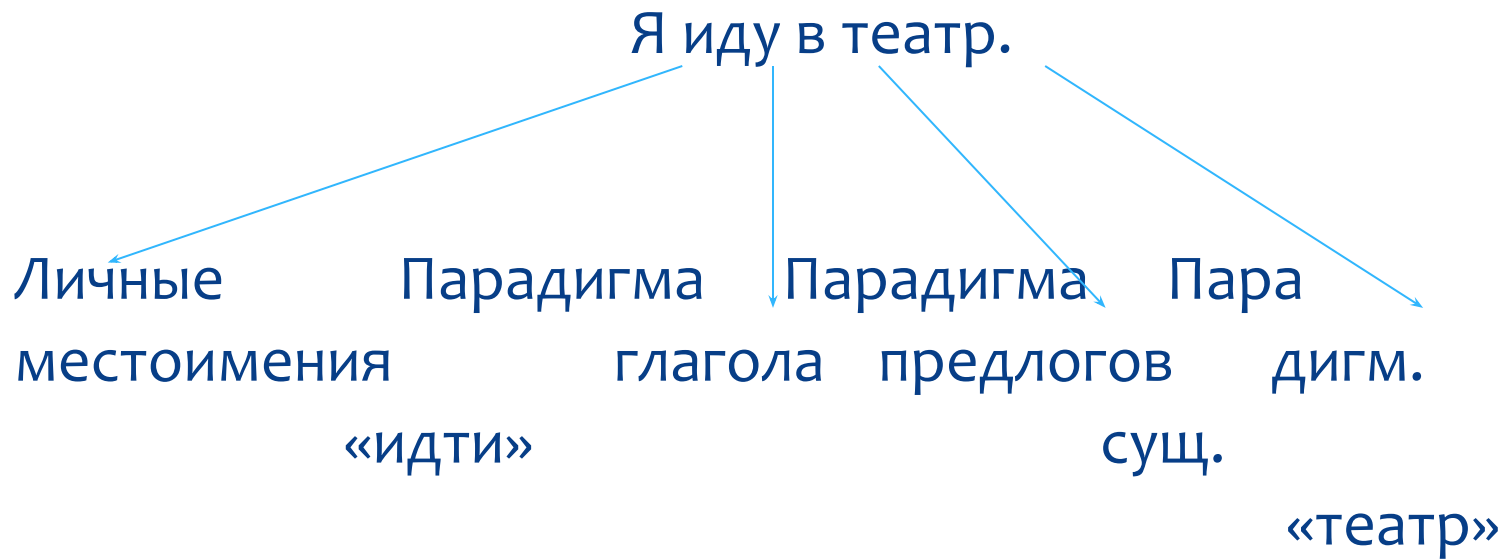 Я иду в театр.
Личные Парадигма Парадигма Пара
местоимения глагола предлогов дигм.
«идти» сущ.
«театр»